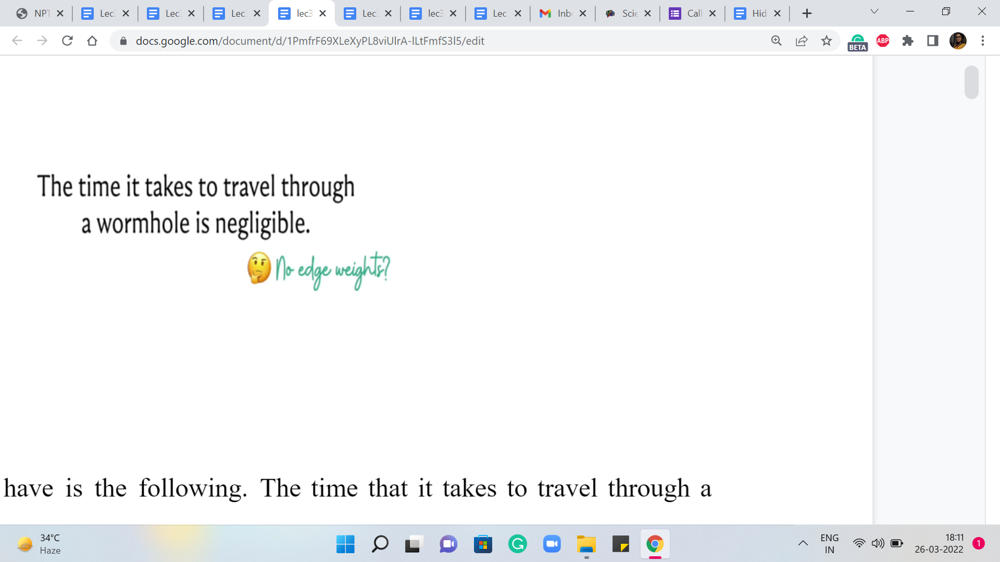 NPT
Lec
Lec
Lec
lec3
Lec
lec3
Lec
Inbo
Scie
Call
Hid
docs.google.com/document/d/1PmfrF69XLeXyPL8viUlrA-lLtFmfS3l5/edit
BETA
ABP
The time it takes to travel through
a wormhole is negligible.
No edge weights?
have is the following. The time that it takes to travel through a
34°C
Haze
ENG
IN
18:11
26-03-2022
1